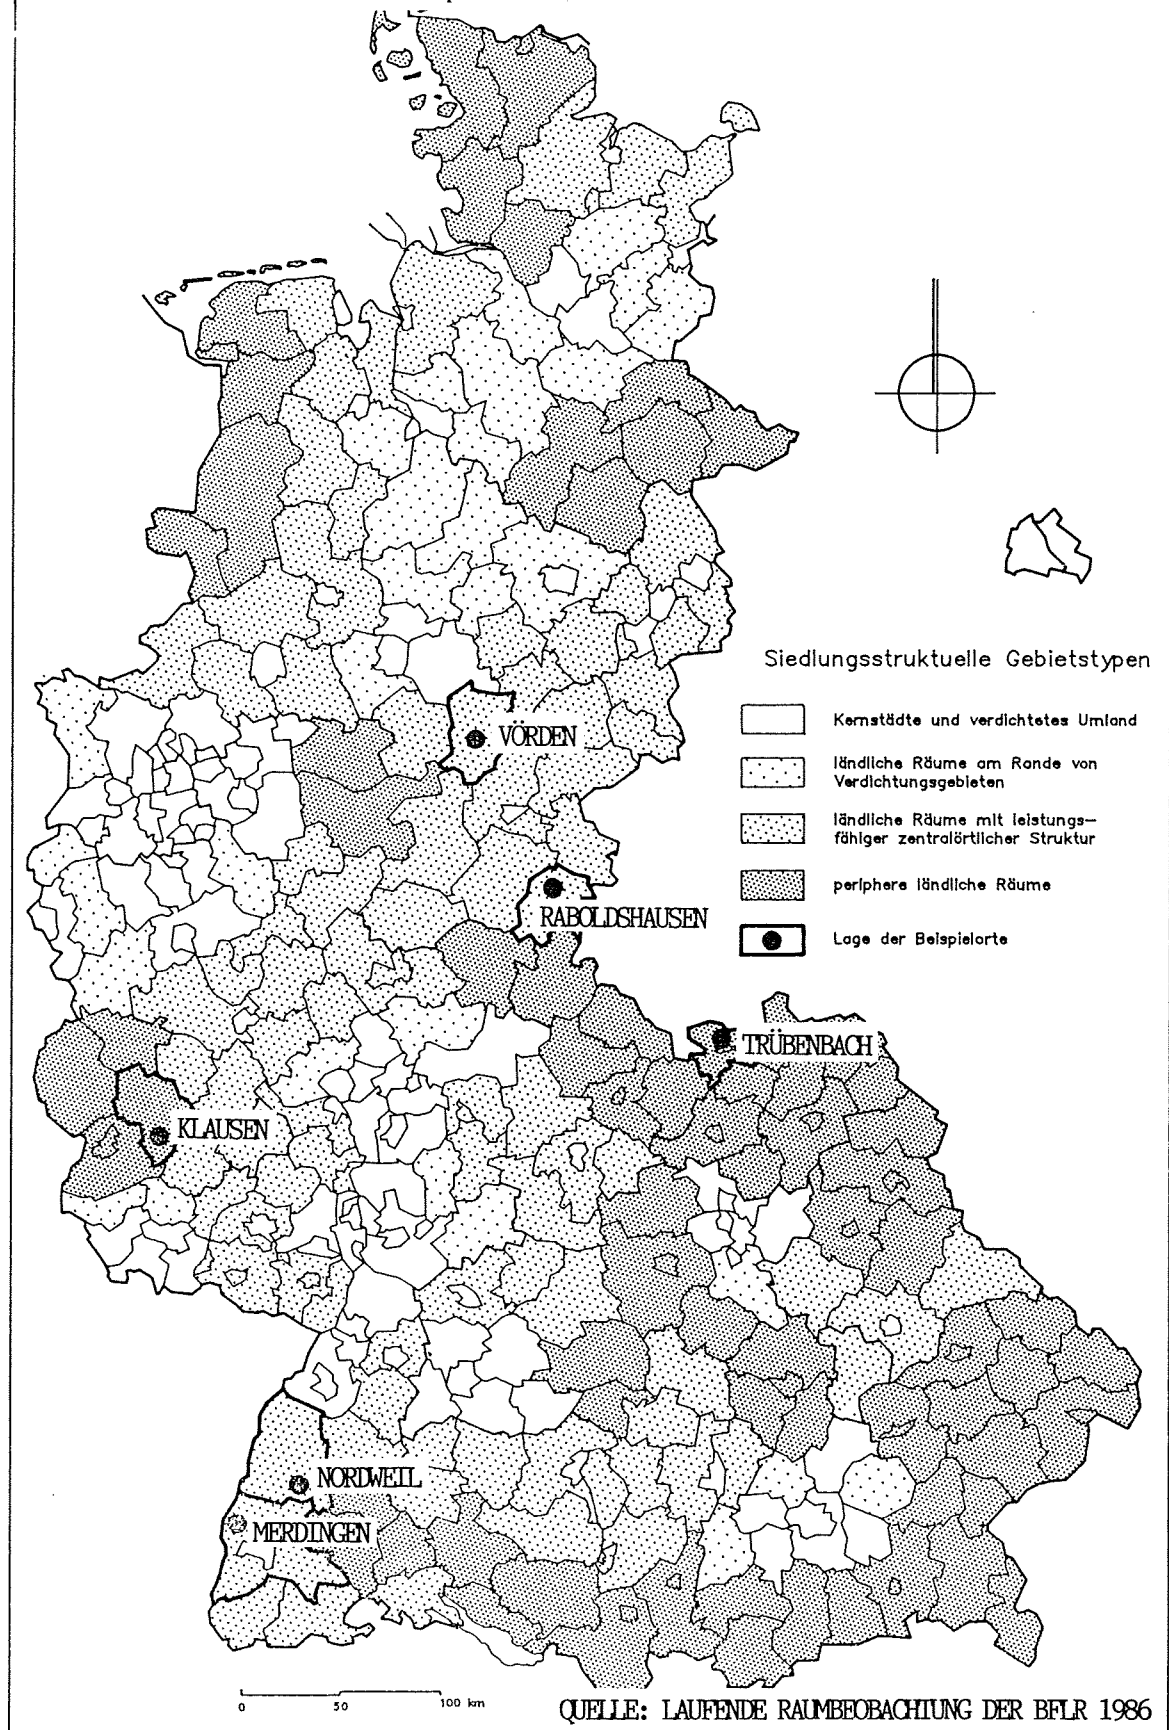 Siedlungsstruktuelle Gebietstypen
Kernstädte und verdichtetes Umland
ländliche Räume am Rande von
Verdichtungsgebieten
ländliche Räume mit leistungs-
fähiger zentralörtlicher Struktur
periphere ländliche Räume
Lage der Beispielorte
VÖRDEN
RABOLDSHAUSEN
TRÜBENBACH
KLAUSEN
NORDWEIL
MERDINGEN
0 50 100 km
QUELLE: LAUFENDE RAUMBEOBACHTUNG DER BFLR 1986